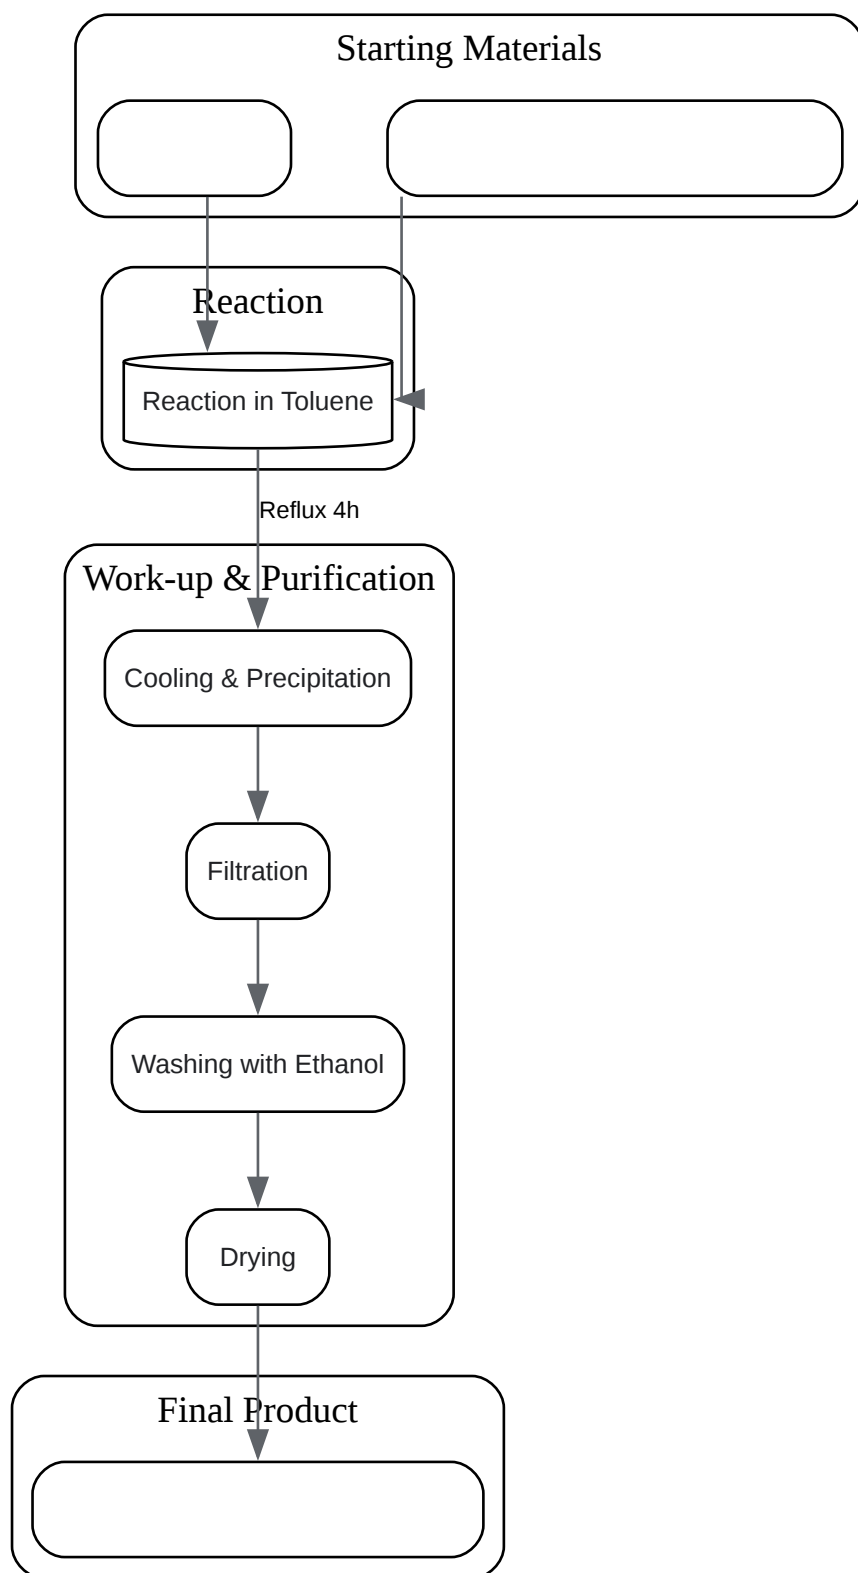 Starting Materials
Reaction
Reaction in Toluene
Reflux 4h
Work-up & Purification
Cooling & Precipitation
Filtration
Washing with Ethanol
Drying
Final Product